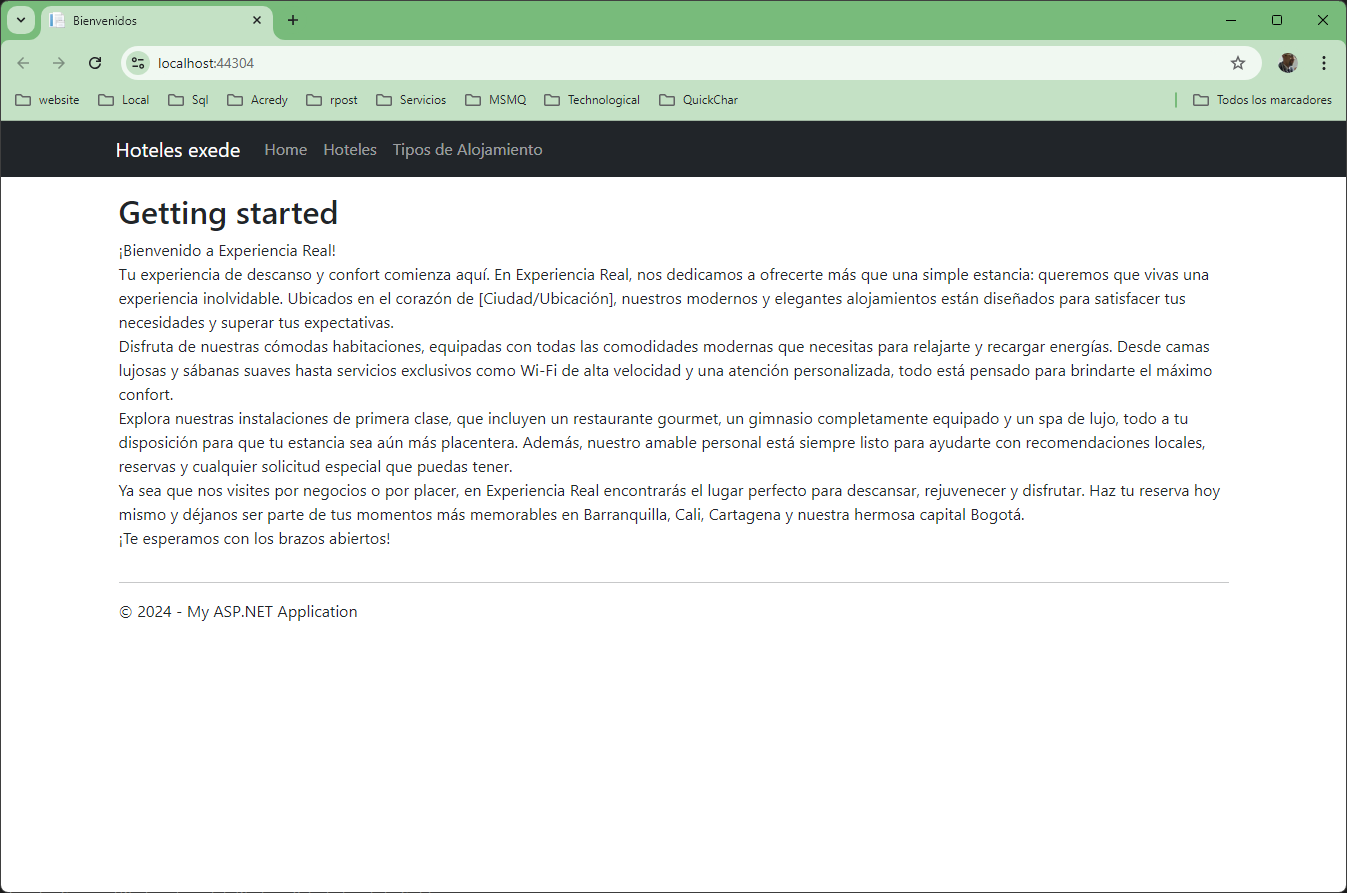 Bienvenidos
localhost:44304
website Local Sql Acredy rpost Servicios MSMQ Technological QuickChar Todos los marcadores
Hoteles exede Home Hoteles Tipos de Alojamiento
Getting started
¡Bienvenido a Experiencia Real!
Tu experiencia de descanso y confort comienza aquí. En Experiencia Real, nos dedicamos a ofrecerte más que una simple estancia: queremos que vivas una
experiencia inolvidable. Ubicados en el corazón de [Ciudad/Ubicación], nuestros modernos y elegantes alojamientos están diseñados para satisfacer tus
necesidades y superar tus expectativas.
Disfruta de nuestras cómodas habitaciones, equipadas con todas las comodidades modernas que necesitas para relajarte y recargar energías. Desde camas
lujosas y sábanas suaves hasta servicios exclusivos como Wi-Fi de alta velocidad y una atención personalizada, todo está pensado para brindarte el máximo
confort.
Explora nuestras instalaciones de primera clase, que incluyen un restaurante gourmet, un gimnasio completamente equipado y un spa de lujo, todo a tu
disposición para que tu estancia sea aún más placentera. Además, nuestro amable personal está siempre listo para ayudarte con recomendaciones locales,
reservas y cualquier solicitud especial que puedas tener.
Ya sea que nos visites por negocios o por placer, en Experiencia Real encontrarás el lugar perfecto para descansar, rejuvenecer y disfrutar. Haz tu reserva hoy
mismo y déjanos ser parte de tus momentos más memorables en Barranquilla, Cali, Cartagena y nuestra hermosa capital Bogotá.
¡Te esperamos con los brazos abiertos!
© 2024 - My ASP.NET Application